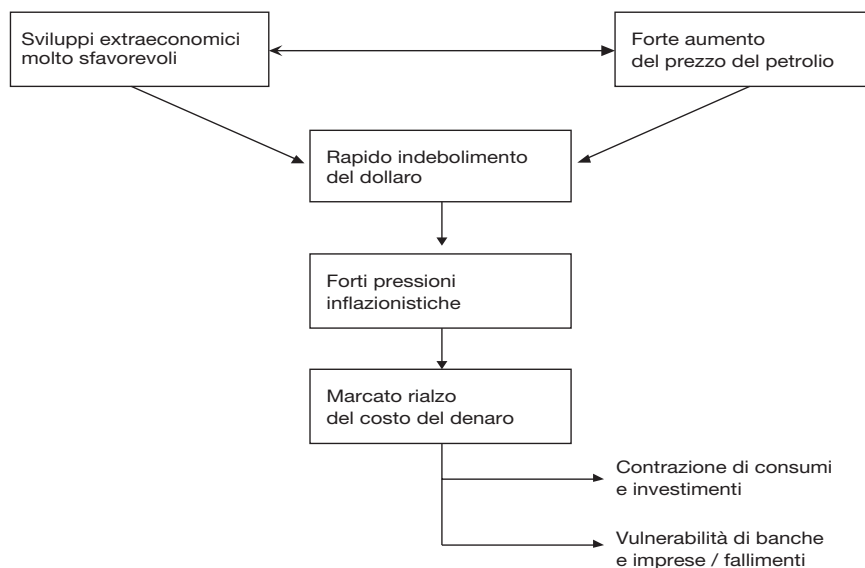 Sviluppi extraeconomici
molto sfavorevoli
Forte aumento
del prezzo del petrolio
Rapido indebolimento
del dollaro
Forti pressioni
inflazionistiche
Marcato rialzo
del costo del denaro
Contrazione di consumi
e investimenti
Vulnerabilità di banche
e imprese / fallimenti